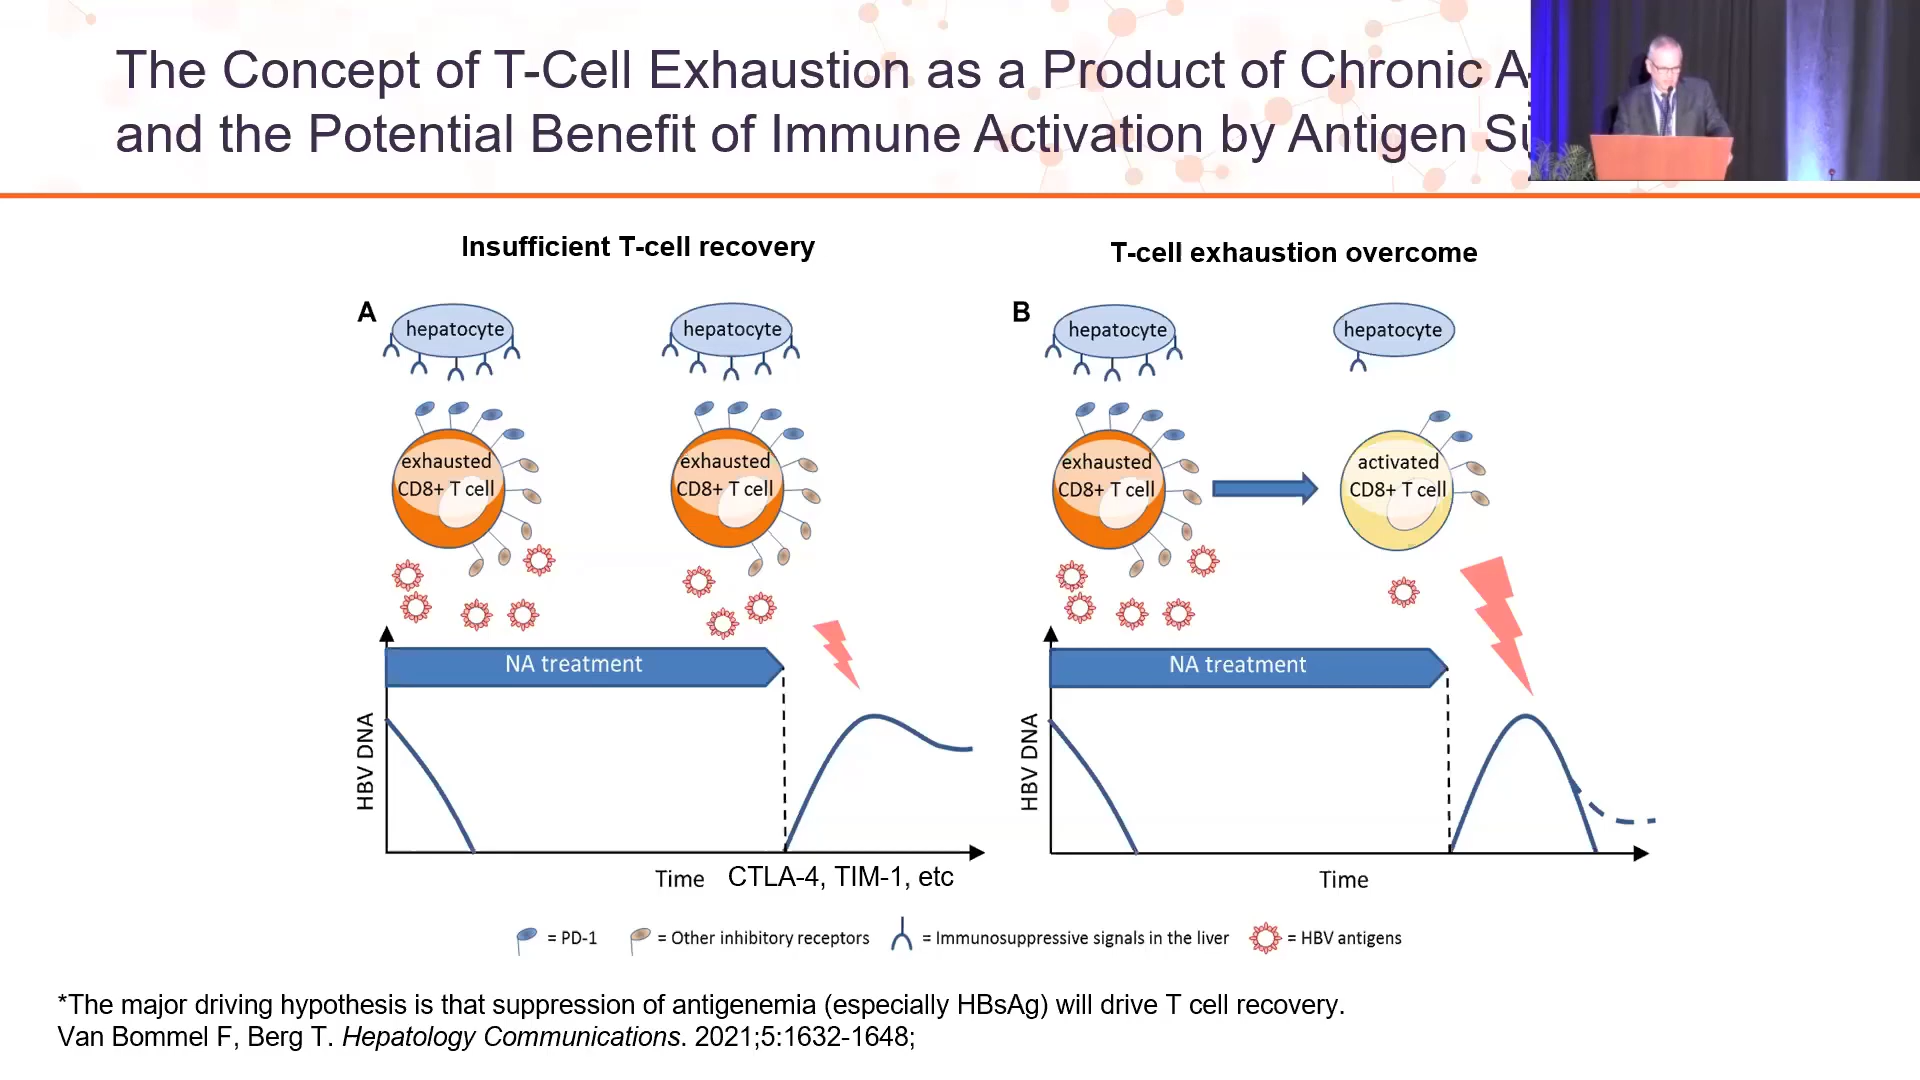 The Concept of T-Cell Exhaustion as a Product of Chronic
and the Potential Benefit of Immune Activation by Antigen
Insufficient T-cell recovery
T-cell exhaustion overcome
A
hepatocyte
hepatocyte
exhausted
CD8+ T cell
exhausted
CD8+ T cell
NA treatment
HBV DNA
Time
CTLA-4, TIM-1, etc
B
hepatocyte
hepatocyte
exhausted
CD8+ T cell
activated
CD8+ T cell
NA treatment
HBV DNA
Time
= PD-1
= Other inhibitory receptors
= Immunosuppressive signals in the liver
= HBV antigens
*The major driving hypothesis is that suppression of antigenemia (especially HBsAg) will drive T cell recovery.
Van Bommel F, Berg T. Hepatology Communications. 2021;5:1632-1648;